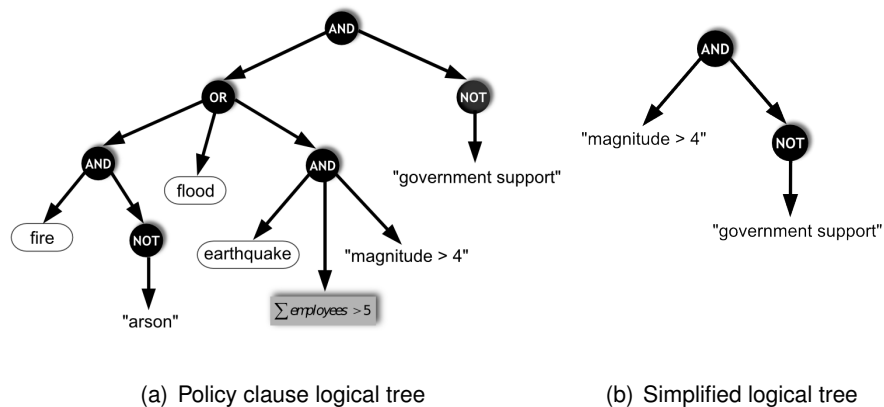 AND
OR
NOT
AND
flood
AND
"government support"
fire
NOT
earthquake
"magnitude > 4"
"arson"
∑ employees > 5
(a) Policy clause logical tree
AND
"magnitude > 4"
NOT
"government support"
(b) Simplified logical tree